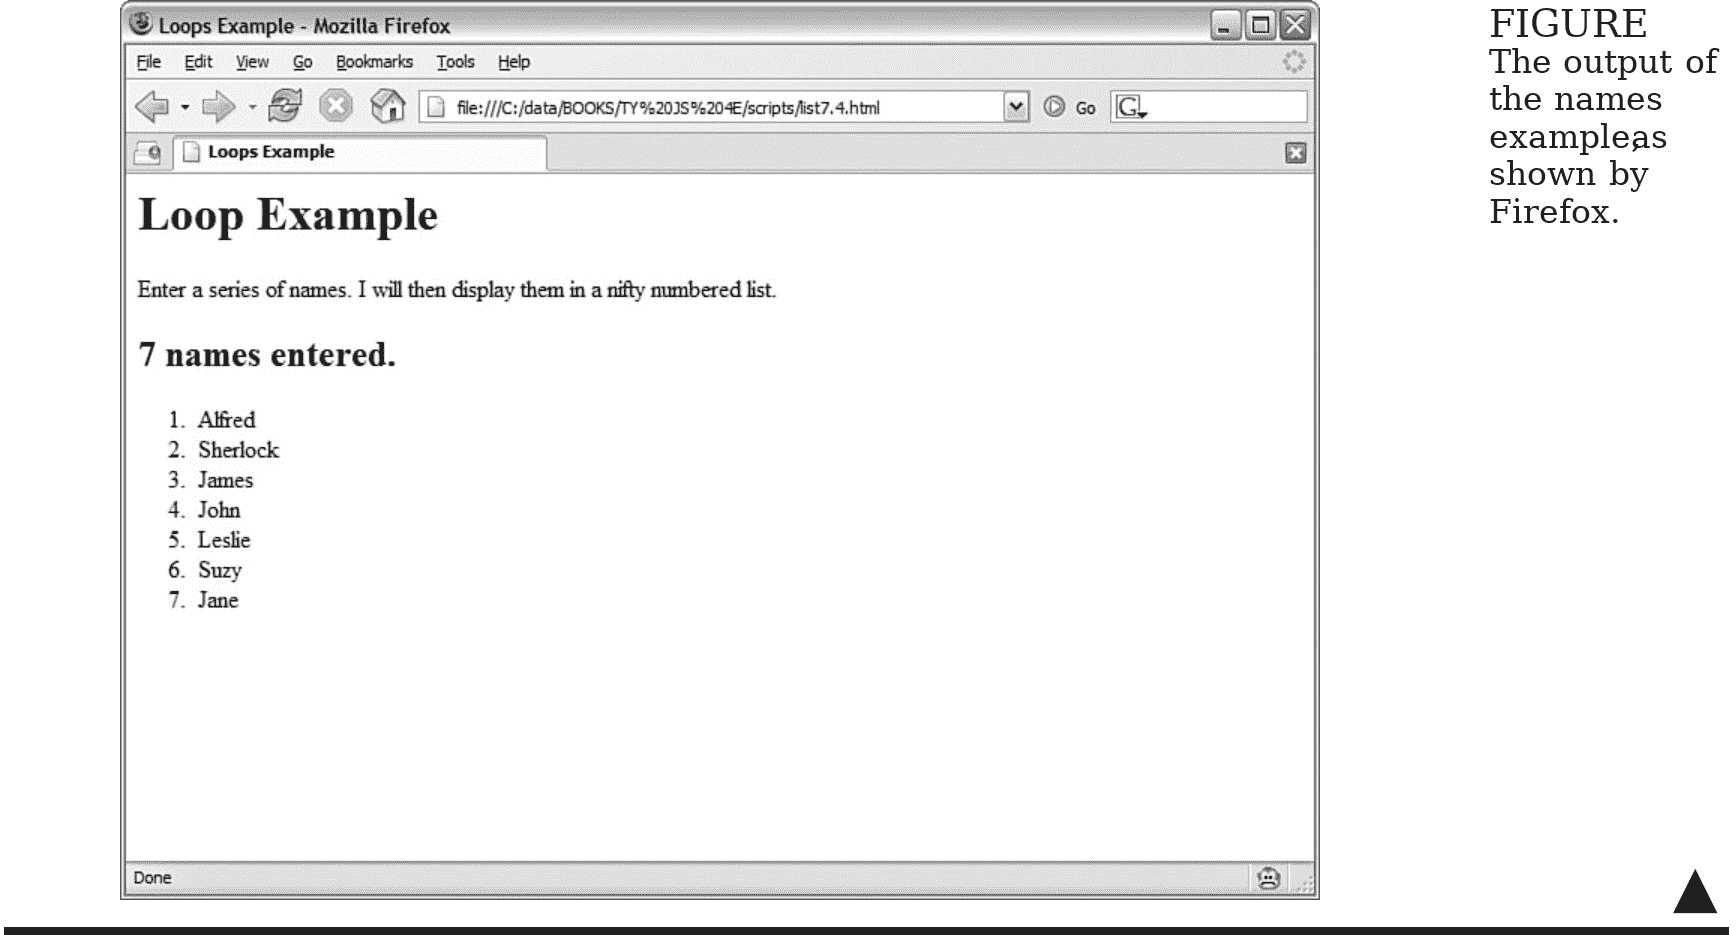 Loops Example - Mozilla Firefox
File Edit View Go Bookmarks Tools Help
file:///C:/data/BOOKS/TY%20JS%204E/scripts/list7.4.html
Go
G
Loops Example
Loop Example
Enter a series of names. I will then display them in a nifty numbered list.
7 names entered.
1. Alfred
2. Sherlock
3. James
4. John
5. Leslie
6. Suzy
7. Jane
Done
FIGURE
The output of
the names
example, as
shown by
Firefox.